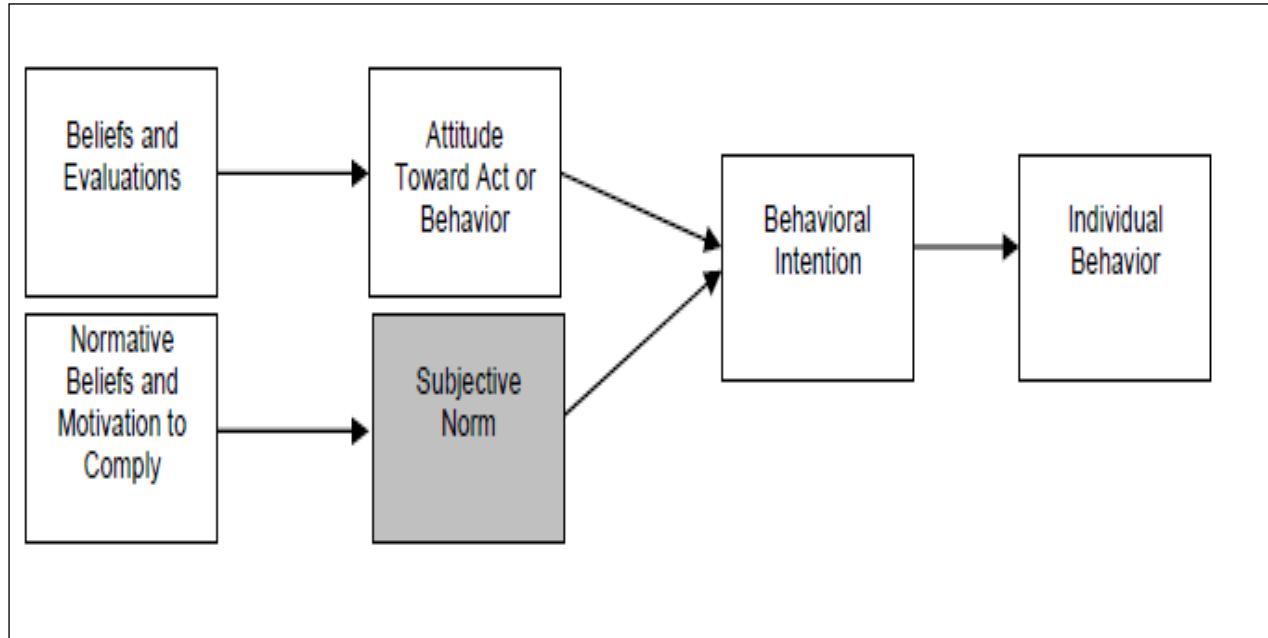 Beliefs and
Evaluations
Attitude
Toward Act or
Behavior
Behavioral
Intention
Individual
Behavior
Normative
Beliefs and
Motivation to
Comply
Subjective
Norm